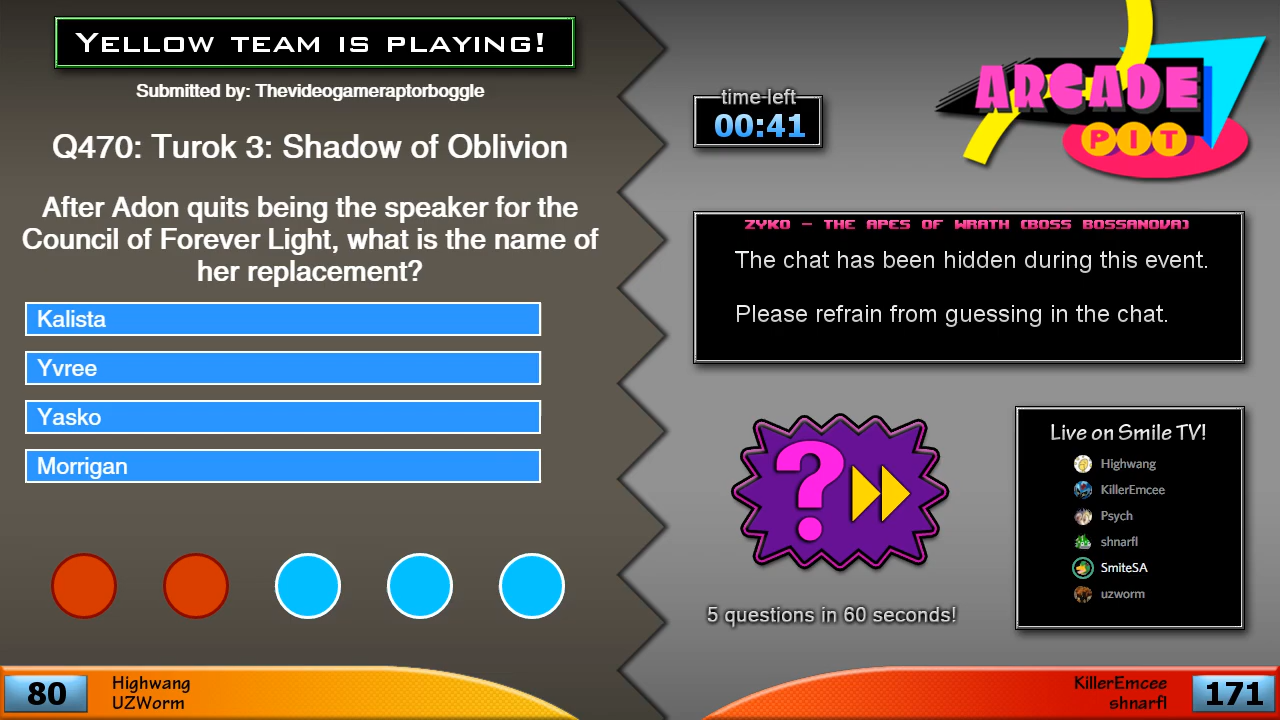 Yellow team is playing!
Submitted by: Thevideogameraptorboggle
Q470: Turok 3: Shadow of Oblivion
After Adon quits being the speaker for the
Council of Forever Light, what is the name of
her replacement?
Kalista
Yvree
Yasko
Morrigan
80
Highwang
UZWorm
time left
00:41
ARCADE
PIT
ZYKO - THE APES OF WRATH (BOSS BOSSANOVA)
The chat has been hidden during this event.
Please refrain from guessing in the chat.
?
5 questions in 60 seconds!
Live on Smile TV!
Highwang
KillerEmcee
Psych
shnarfl
SmiteSA
uzworm
KillerEmcee
shnarfl
171